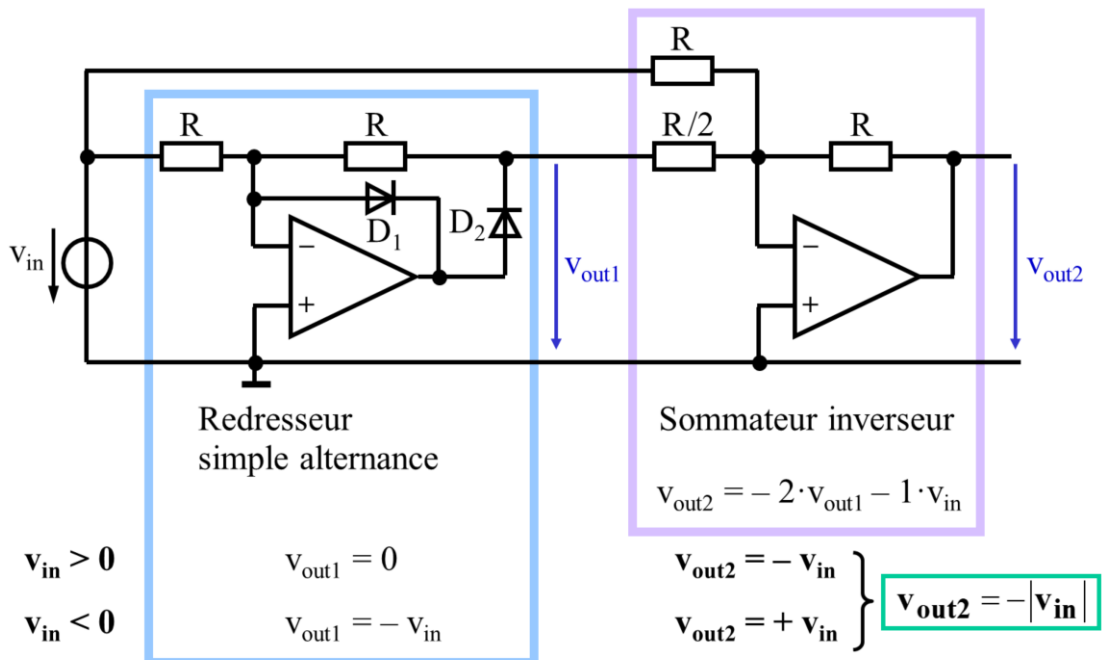 R
R
R
R/2
R
D₁
D₂
−
+
−
+
vᵢₙ
vₒᵤₜ₁
vₒᵤₜ₂
Redresseur
simple alternance
Sommateur inverseur
vₒᵤₜ₂ = – 2·vₒᵤₜ₁ – 1·vᵢₙ
vᵢₙ > 0
vₒᵤₜ₁ = 0
vₒᵤₜ₂ = – vᵢₙ
vₒᵤₜ₂ = –|vᵢₙ|
vᵢₙ < 0
vₒᵤₜ₁ = – vᵢₙ
vₒᵤₜ₂ = + vᵢₙ